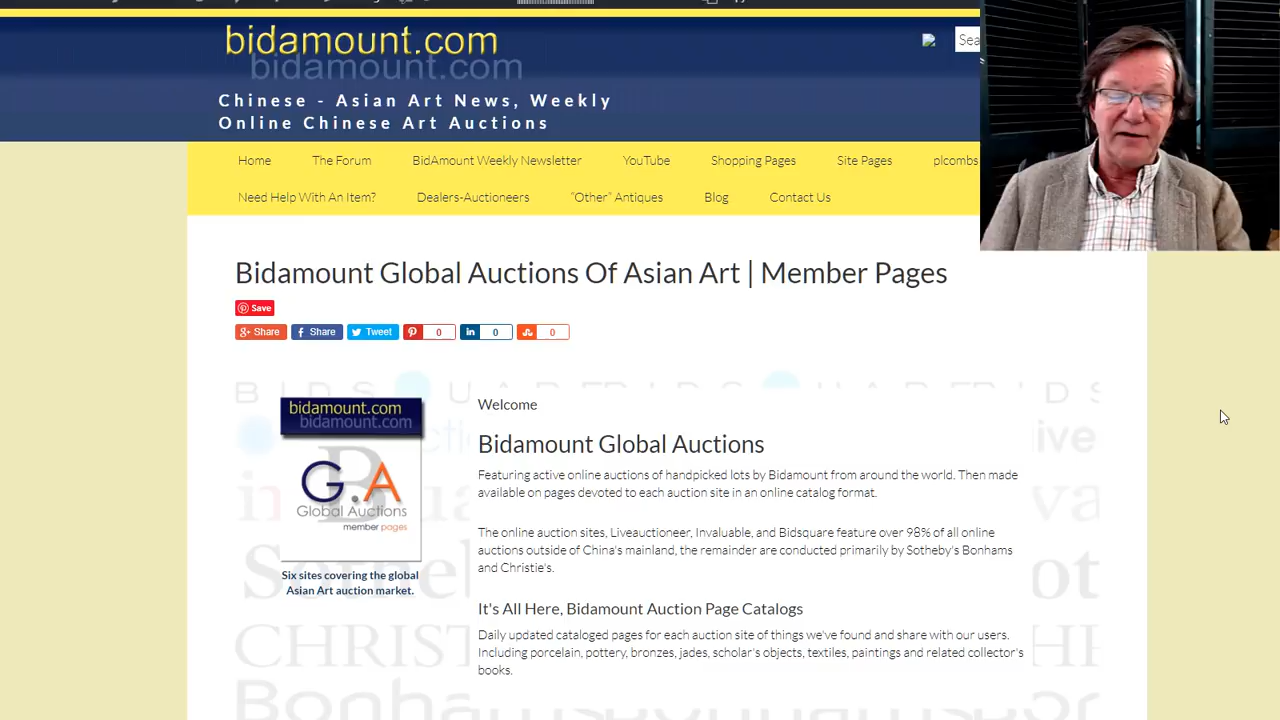 bidamount.com
bidamount.com
Sea
Chinese - Asian Art News, Weekly
Online Chinese Art Auctions
Home The Forum BidAmount Weekly Newsletter YouTube Shopping Pages Site Pages plcombs
Need Help With An Item? Dealers-Auctioneers “Other” Antiques Blog Contact Us
Bidamount Global Auctions Of Asian Art | Member Pages
Save
Share Share Tweet 0 0 0
bidamount.com
bidamount.com
G.A
Global Auctions
member pages
Six sites covering the global
Asian Art auction market.
Welcome
Bidamount Global Auctions
Featuring active online auctions of handpicked lots by Bidamount from around the world. Then made
available on pages devoted to each auction site in an online catalog format.
The online auction sites, Liveauctioneer, Invaluable, and Bidsquare feature over 98% of all online
auctions outside of China's mainland, the remainder are conducted primarily by Sotheby's Bonhams
and Christie's.
It's All Here, Bidamount Auction Page Catalogs
Daily updated cataloged pages for each auction site of things we've found and share with our users.
Including porcelain, pottery, bronzes, jades, scholar's objects, textiles, paintings and related collector's
books.